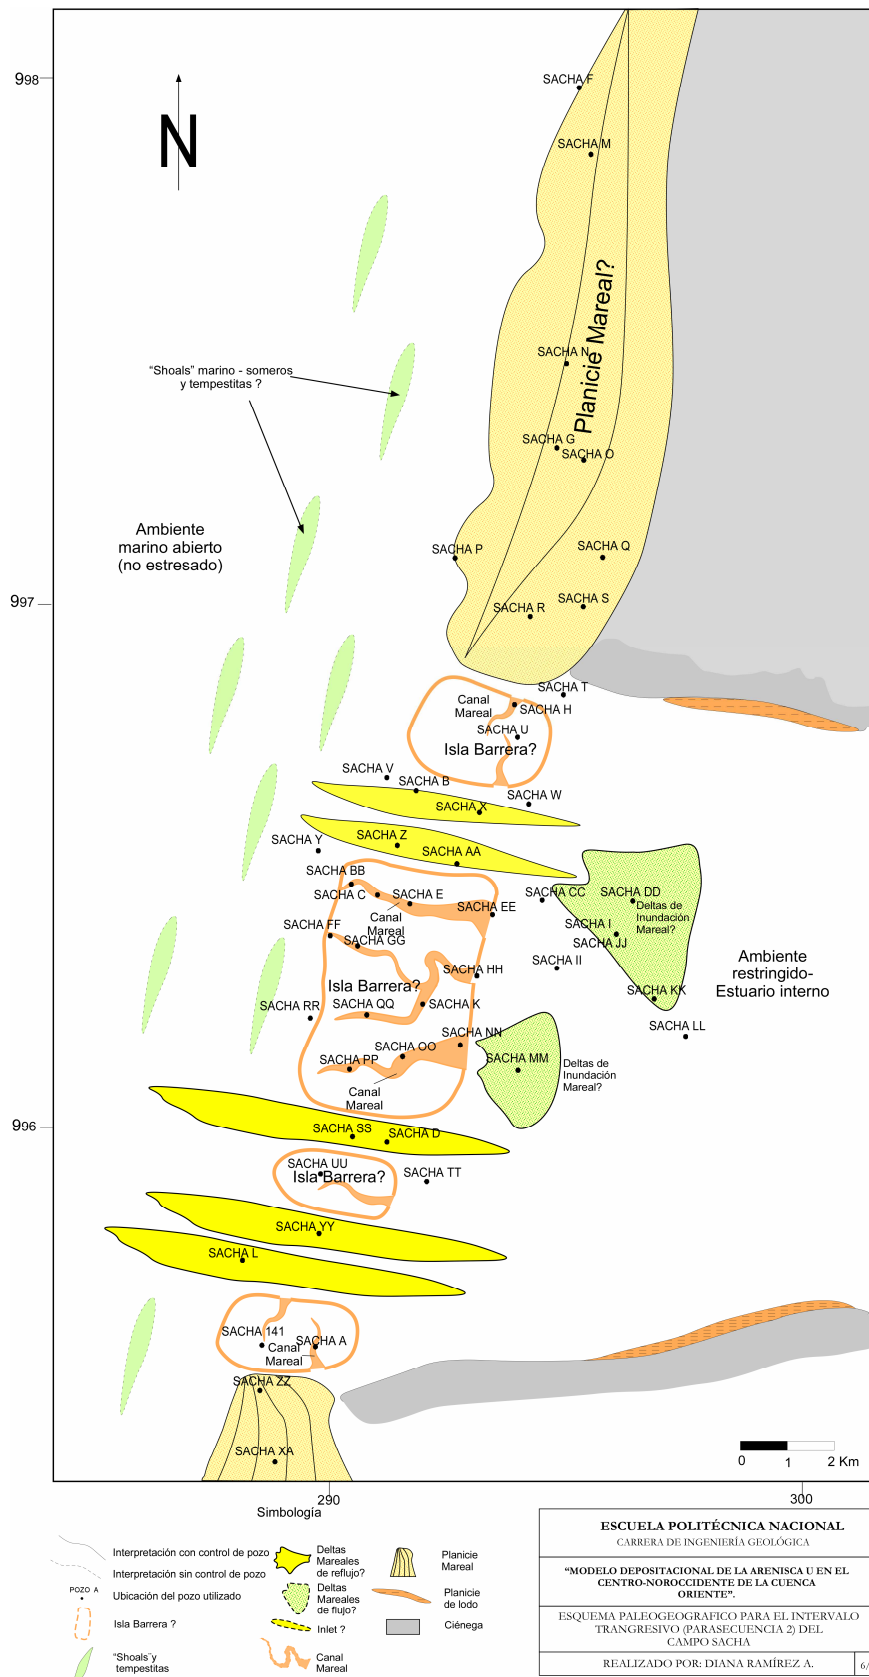 998
N
SACHA F
SACHA M
Planicie Mareal?
SACHA N
"Shoals" marino - someros
y tempestitas ?
SACHA G
SACHA O
Ambiente
marino abierto
(no estresado)
SACHA P
SACHA Q
997
SACHA R
SACHA S
SACHA T
Canal
Mareal
SACHA H
SACHA U
Isla Barrera?
SACHA V
SACHA B
SACHA X
SACHA W
SACHA Y
SACHA Z
SACHA AA
SACHA BB
SACHA C
SACHA E
Canal
Mareal
SACHA EE
SACHA CC
SACHA DD
Deltas de
Inundación
Mareal?
SACHA FF
SACHA GG
SACHA I
SACHA JJ
SACHA II
SACHA HH
Isla Barrera?
Ambiente
restringido-
Estuario interno
SACHA RR
SACHA QQ
SACHA K
SACHA KK
SACHA LL
SACHA NN
SACHA OO
SACHA PP
Canal
Mareal
SACHA MM
Deltas de
Inundación
Mareal?
996
SACHA SS
SACHA D
SACHA UU
Isla Barrera?
SACHA TT
SACHA YY
SACHA L
SACHA 141
SACHA A
Canal
Mareal
SACHA ZZ
SACHA XA
0 1 2 Km
290
300
Simbología
Interpretación con control de pozo
Interpretación sin control de pozo
POZO A
Ubicación del pozo utilizado
Isla Barrera ?
"Shoals"y
tempestitas
Deltas
Mareales
de reflujo?
Deltas
Mareales
de flujo?
Inlet ?
Canal
Mareal
Planicie
Mareal
Planicie
de lodo
Ciénega
ESCUELA POLITÉCNICA NACIONAL
CARRERA DE INGENIERÍA GEOLÓGICA
"MODELO DEPOSITACIONAL DE LA ARENISCA U EN EL
CENTRO-NOROCCIDENTE DE LA CUENCA
ORIENTE".
ESQUEMA PALEOGEOGRAFICO PARA EL INTERVALO
TRANGRESIVO (PARASECUENCIA 2) DEL
CAMPO SACHA
REALIZADO POR: DIANA RAMÍREZ A.
6/